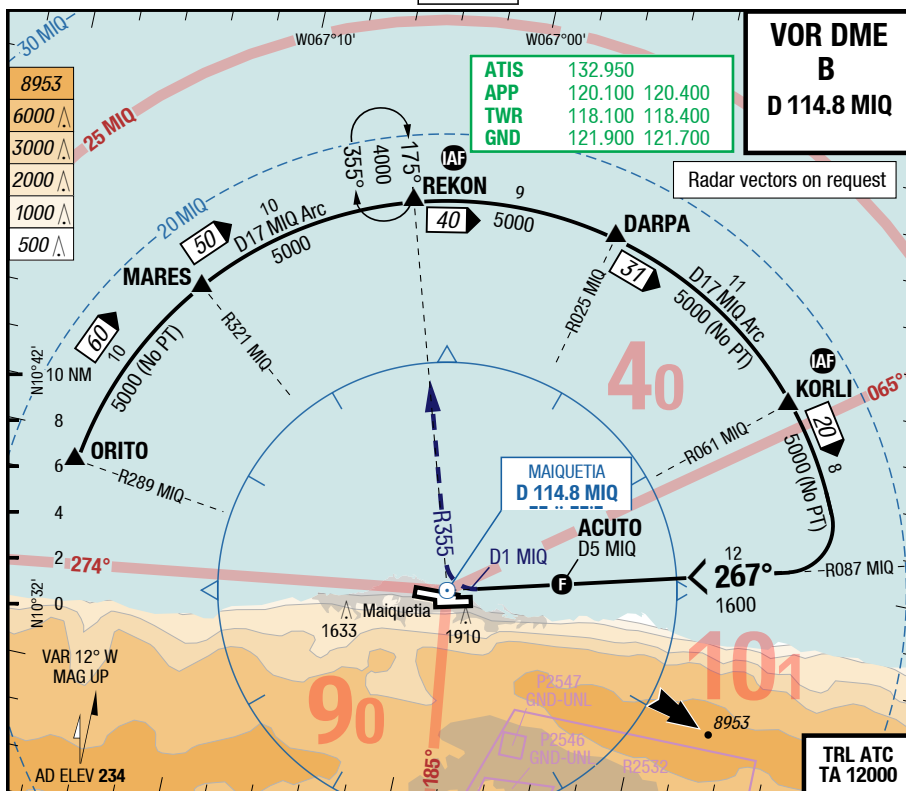 30 MIQ
W067°10'
W067°00'
VOR DME
B
D 114.8 MIQ
8953
6000
3000
2000
1000
500
ATIS 132.950
APP 120.100 120.400
TWR 118.100 118.400
GND 121.900 121.700
25 MIQ
Radar vectors on request
20 MIQ
355°
4000
175°
IAF
REKON
40
9
5000
10
D17 MIQ Arc
5000
50
MARES
R321 MIQ
DARPA
31
R025 MIQ
11
D17 MIQ Arc
5000 (No PT)
60
10
5000 (No PT)
N10°42'
10 NM
8
6
4
2
0
N10°32'
ORITO
R289 MIQ
40
IAF
KORLI
065°
20
8
5000 (No PT)
R061 MIQ
MAIQUETIA
D 114.8 MIQ
R355
ACUTO
D5 MIQ
D1 MIQ
F
12
267°
1600
R087 MIQ
274°
Maiquetia
1633
1910
VAR 12° W
MAG UP
AD ELEV 234
90
101
185°
P2547
GND-UNL
P2546
GND-UNL
R2532
8953
TRL ATC
TA 12000